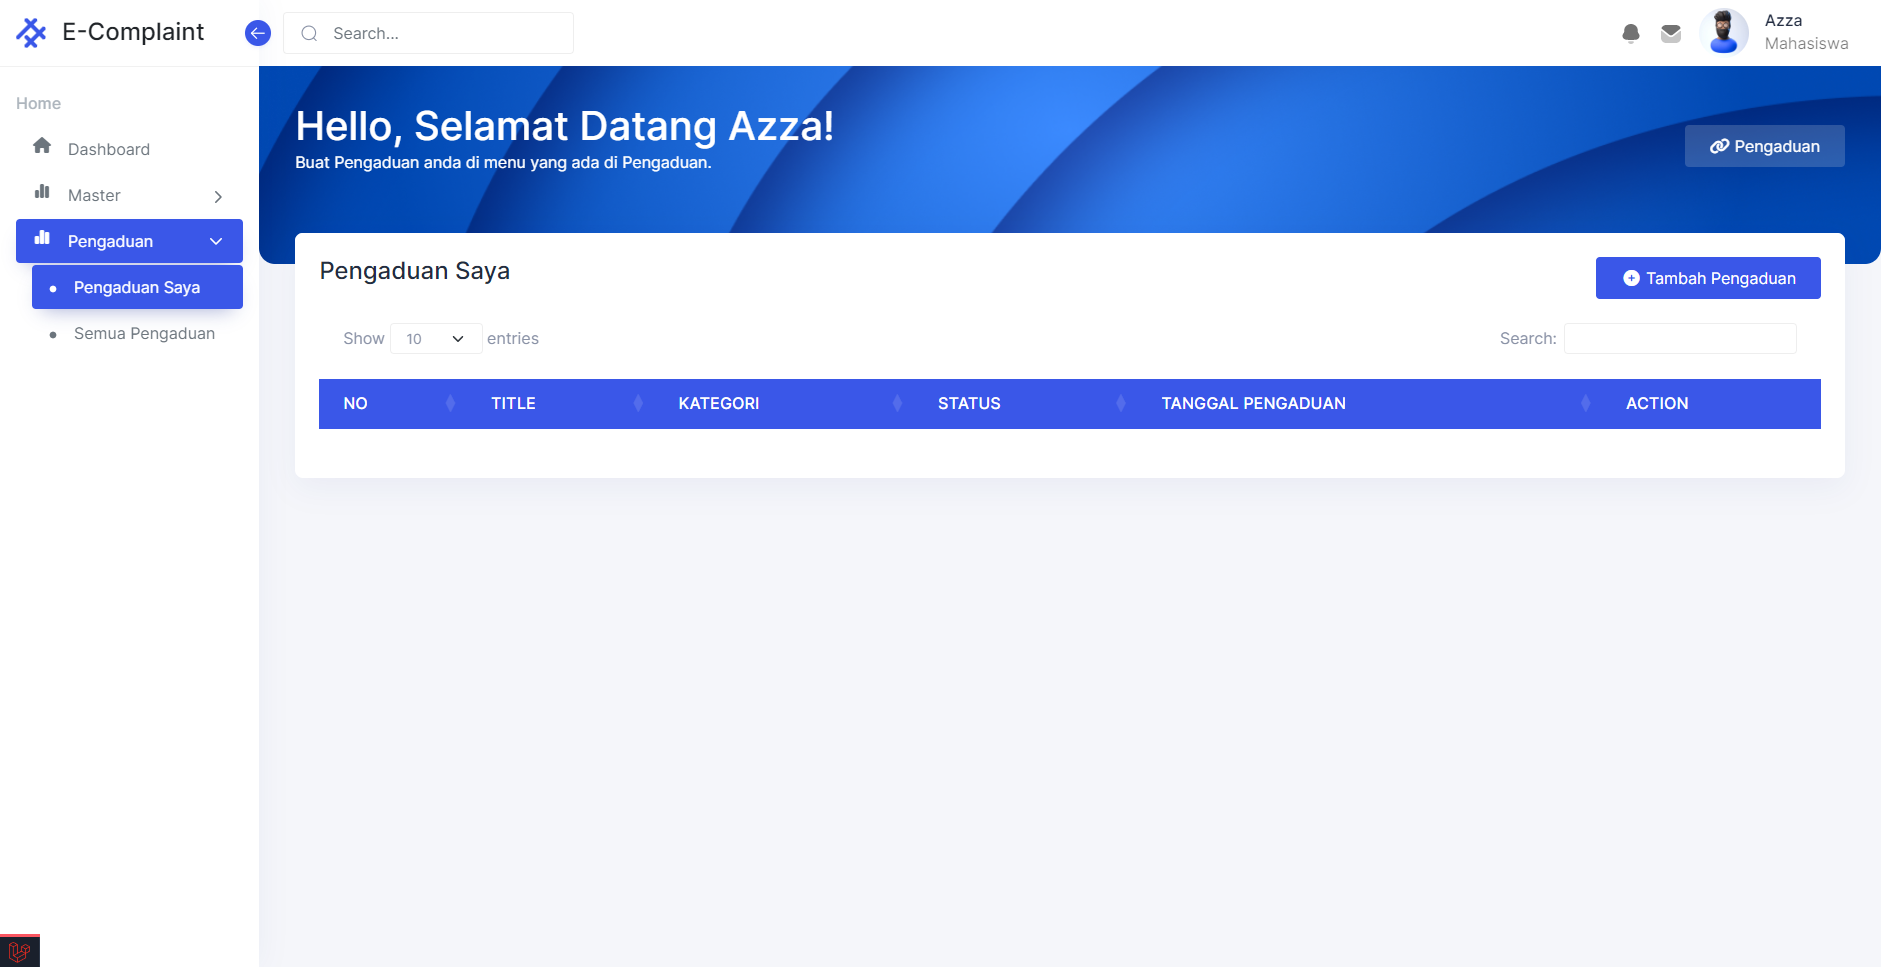 E-Complaint
Search...
Azza
Mahasiswa
Home
Dashboard
Master
Pengaduan
Pengaduan Saya
Semua Pengaduan
Hello, Selamat Datang Azza!
Buat Pengaduan anda di menu yang ada di Pengaduan.
Pengaduan
Pengaduan Saya
Tambah Pengaduan
Show 10 entries
Search:
NO TITLE KATEGORI STATUS TANGGAL PENGADUAN ACTION